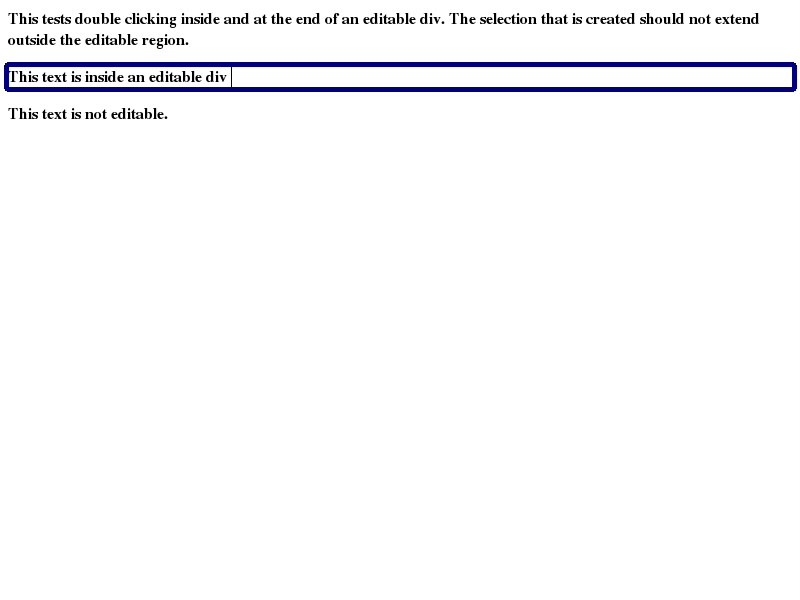 This tests double clicking inside and at the end of an editable div. The selection that is created should not extend
outside the editable region.
This text is inside an editable div
This text is not editable.